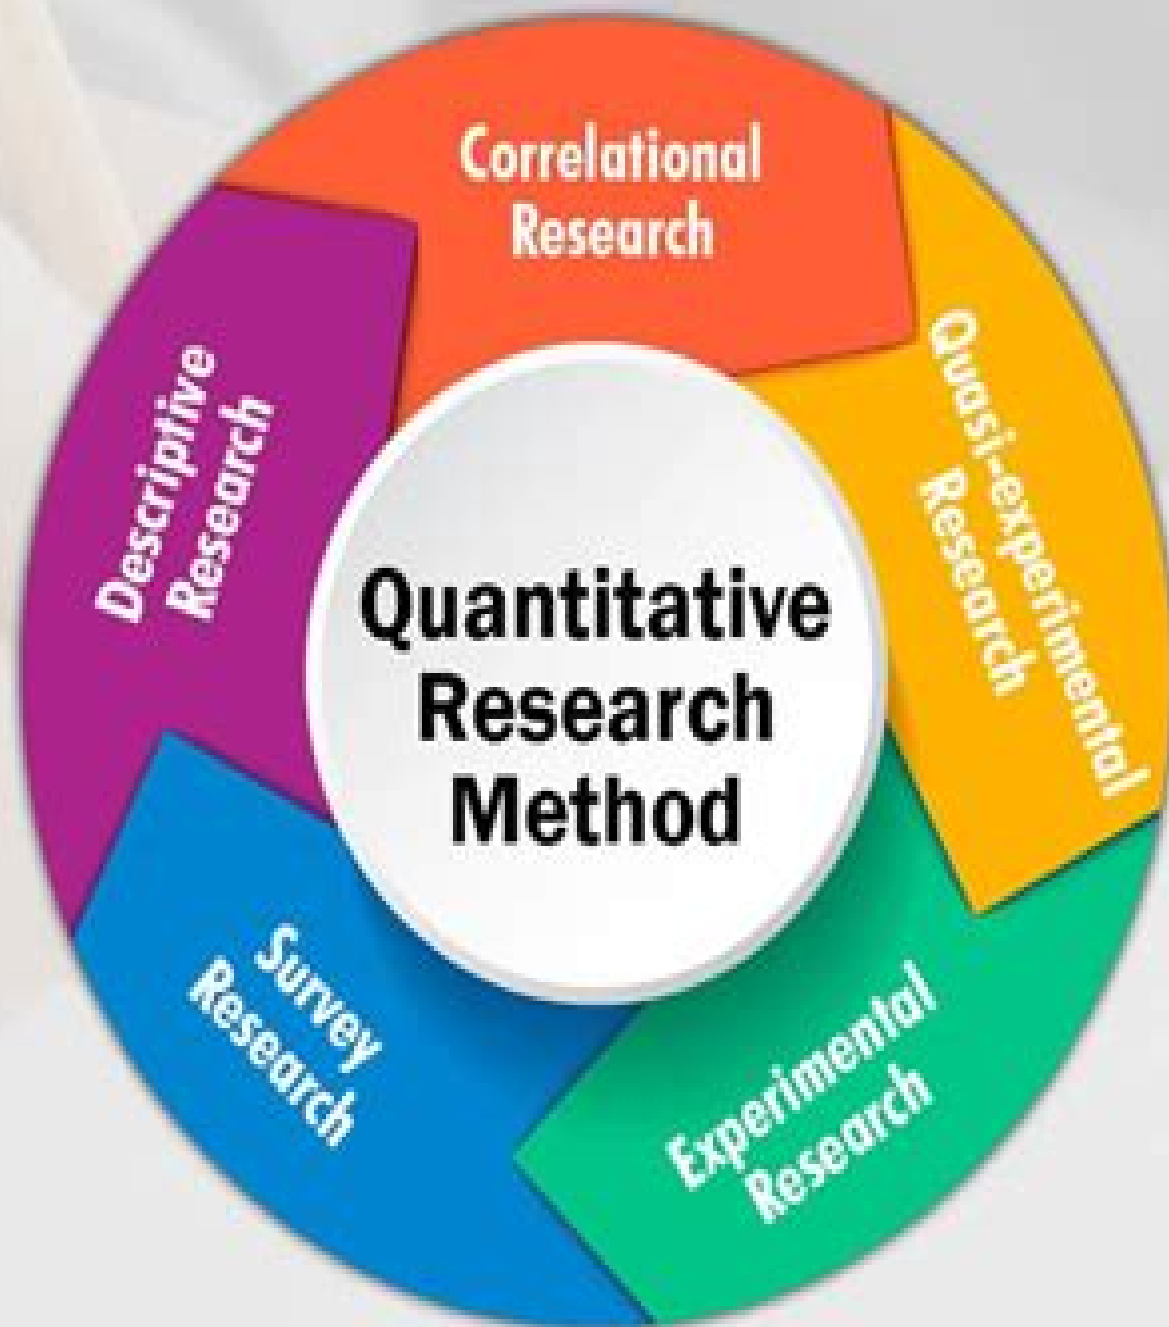 Correlational
Research
Quasi-experimental
Research
Experimental
Research
Survey
Research
Descriptive
Research
Quantitative
Research
Method